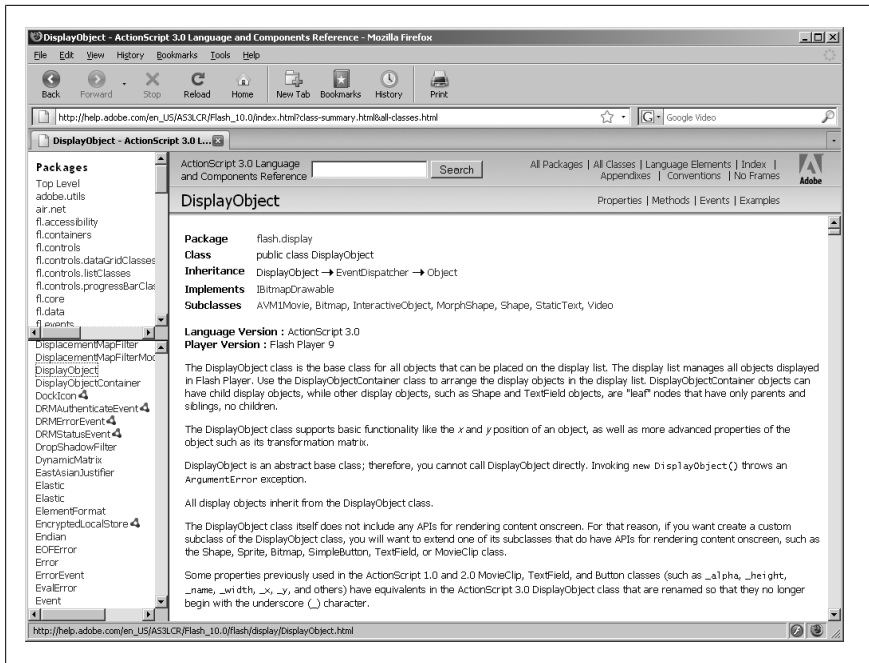 DisplayObject - ActionScript 3.0 Language and Components Reference - Mozilla Firefox
File Edit View History Bookmarks Tools Help
Back Forward Stop Reload Home New Tab Bookmarks History Print
http://help.adobe.com/en_US/AS3LCR/Flash_10.0/index.html?class-summary.html&all-classes.html
G Google Video
DisplayObject - ActionScript 3.0 L...
Packages
Top Level
adobe.utils
air.net
fl.accessibility
fl.containers
fl.controls
fl.controls.dataGridClasses
fl.controls.listClasses
fl.controls.progressBarClas
fl.core
fl.data
fl.events
DisplacementMapFilter
DisplacementMapFilterMod
DisplayObject
DisplayObjectContainer
DockIcon
DRMAuthenticateEvent
DRMErrorEvent
DRMStatusEvent
DropShadowFilter
DynamicMatrix
EastAsianJustifier
Elastic
Elastic
ElementFormat
EncryptedLocalStore
Endian
EOFError
Error
ErrorEvent
EvalError
Event
ActionScript 3.0 Language
and Components Reference
Search
All Packages | All Classes | Language Elements | Index |
Appendixes | Conventions | No Frames
Adobe
DisplayObject
Properties | Methods | Events | Examples
Package flash.display
Class public class DisplayObject
Inheritance DisplayObject → EventDispatcher → Object
Implements IBitmapDrawable
Subclasses AVM1Movie, Bitmap, InteractiveObject, MorphShape, Shape, StaticText, Video
Language Version : ActionScript 3.0
Player Version : Flash Player 9
The DisplayObject class is the base class for all objects that can be placed on the display list. The display list manages all objects displayed
in Flash Player. Use the DisplayObjectContainer class to arrange the display objects in the display list. DisplayObjectContainer objects can
have child display objects, while other display objects, such as Shape and TextField objects, are "leaf" nodes that have only parents and
siblings, no children.
The DisplayObject class supports basic functionality like the x and y position of an object, as well as more advanced properties of the
object such as its transformation matrix.
DisplayObject is an abstract base class; therefore, you cannot call DisplayObject directly. Invoking new DisplayObject() throws an
ArgumentError exception.
All display objects inherit from the DisplayObject class.
The DisplayObject class itself does not include any APIs for rendering content onscreen. For that reason, if you want create a custom
subclass of the DisplayObject class, you will want to extend one of its subclasses that do have APIs for rendering content onscreen, such as
the Shape, Sprite, Bitmap, SimpleButton, TextField, or MovieClip class.
Some properties previously used in the ActionScript 1.0 and 2.0 MovieClip, TextField, and Button classes (such as _alpha, _height,
_name, _width, _x, _y, and others) have equivalents in the ActionScript 3.0 DisplayObject class that are renamed so that they no longer
begin with the underscore (_) character.
http://help.adobe.com/en_US/AS3LCR/Flash_10.0/flash/display/DisplayObject.html